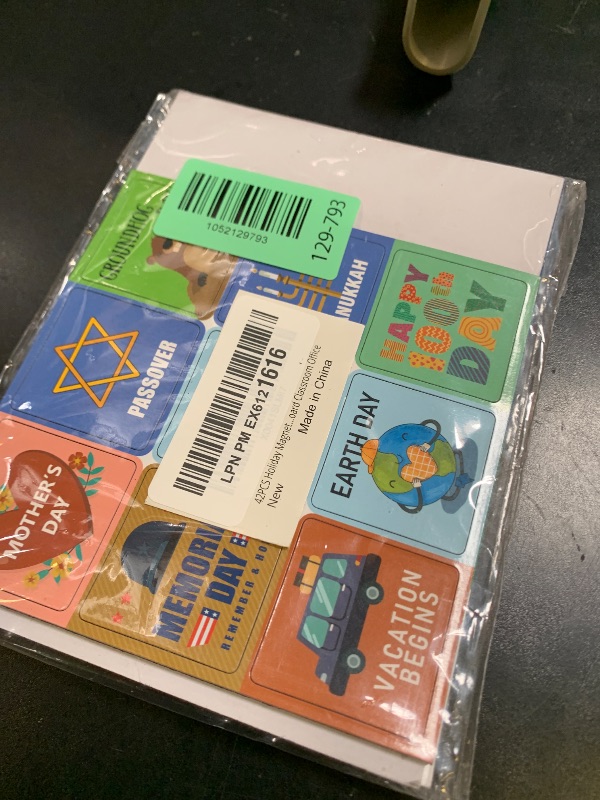 GROUNDHOG
1052129793
129-793
NUKKAH
HAPPY
100TH
DAY
PASSOVER
LPN PM EX6121616
42PCS Holiday Magnet...oard Classroom Office
New
Made in China
EARTH DAY
MOTHER'S
DAY
MEMORI
DAY
REMEMBER & HO
VACATION
BEGINS